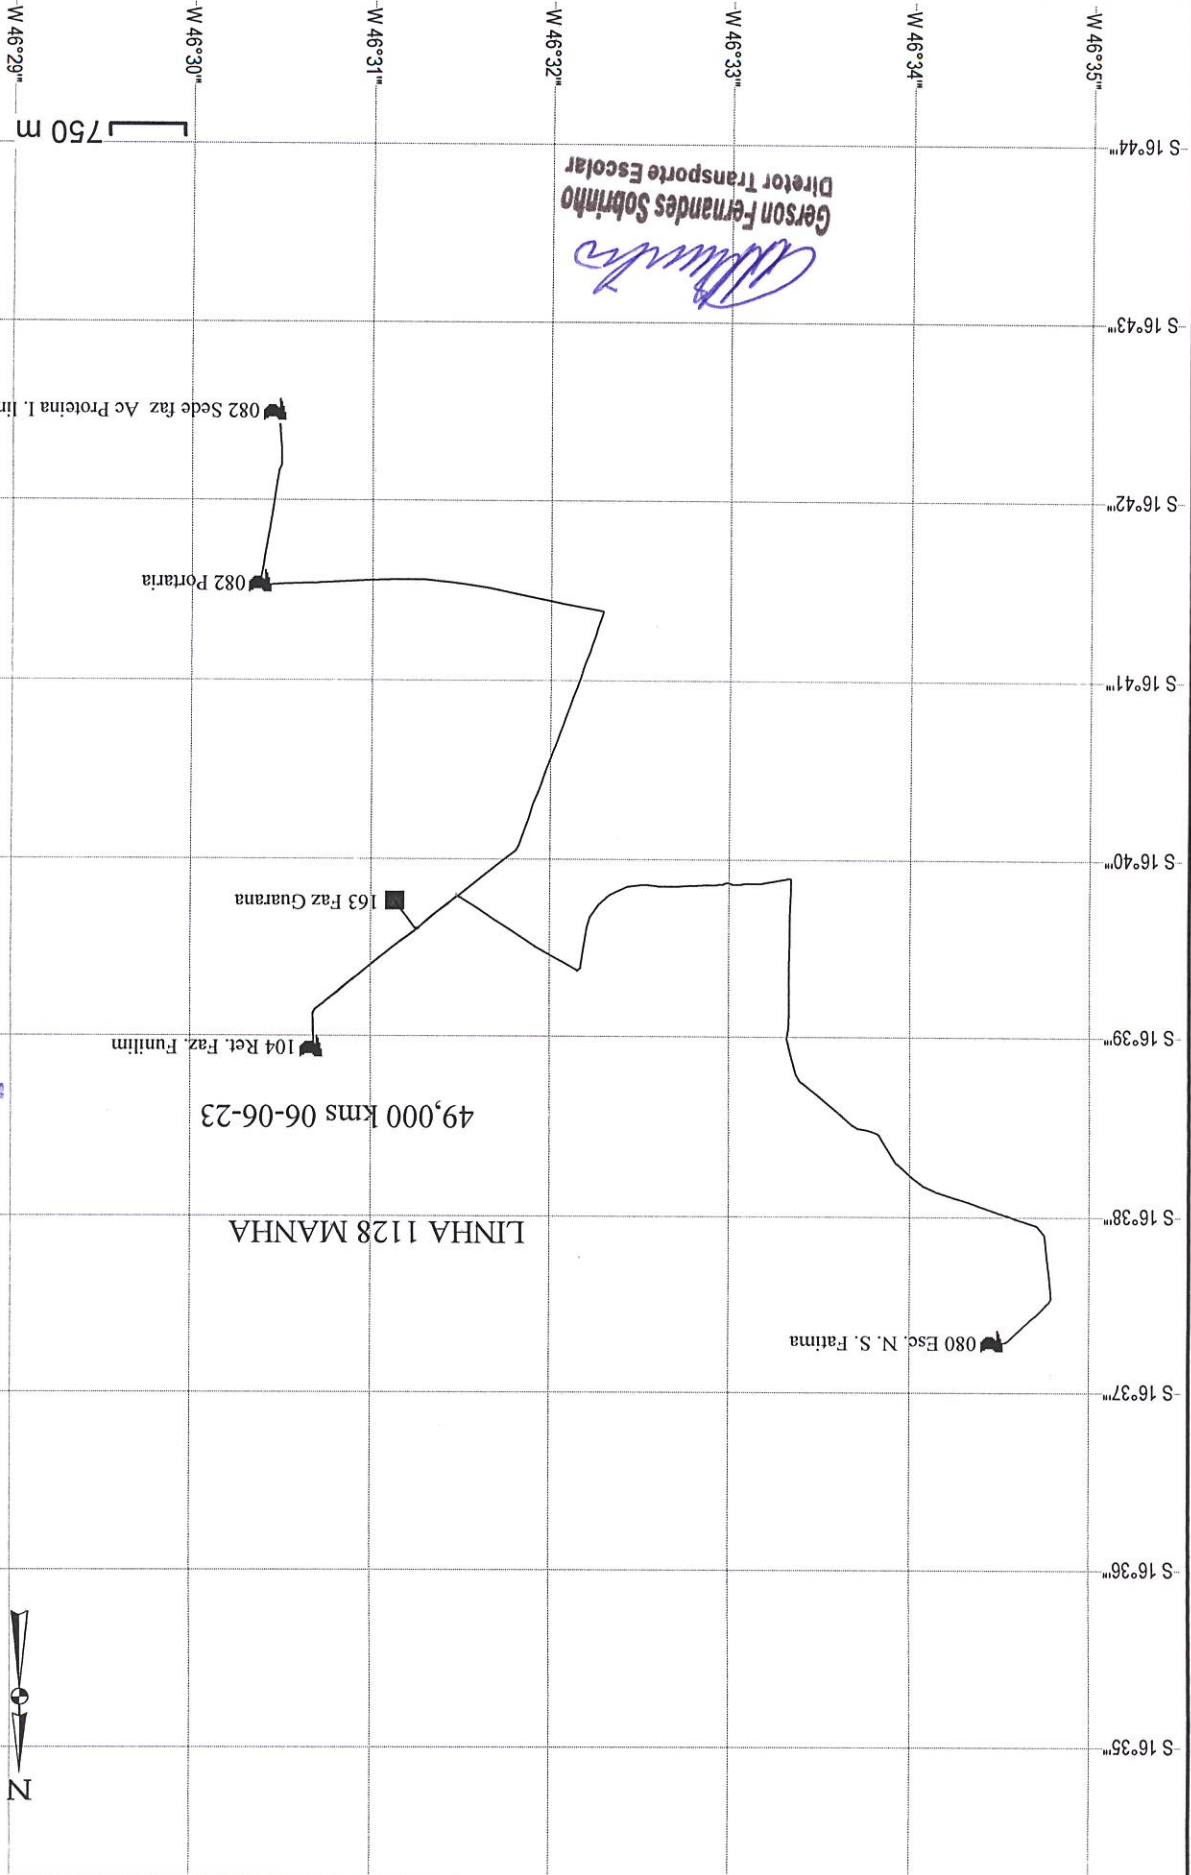 N
S 16°35'''
S 16°36'''
S 16°37'''
080 Esc. N. S. Fatima
LINHA 1128 MANHA
S 16°38'''
49,000 kms 06-06-23
104 Ret. Faz. Funilim
S 16°39'''
163 Faz Guarana
S 16°40'''
S 16°41'''
082 Portaria
S 16°42'''
082 Sede faz Ac Proteina I. lin
S 16°43'''
Gerson Fernandes Sobrinho
Diretor Transporte Escolar
S 16°44'''
750 m
W 46°35'''
W 46°34'''
W 46°33'''
W 46°32'''
W 46°31'''
W 46°30'''
W 46°29'''